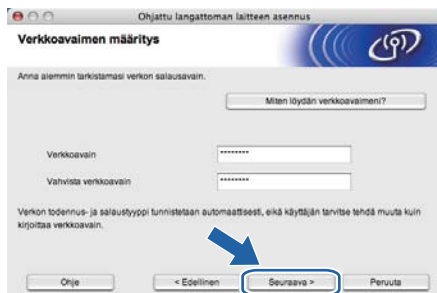 Ohjattu langattoman laitteen asennus
Verkkoavaimen määritys
Anna aiemmin tarkistamasi verkon salausavain.
Miten löydän verkkoavaimeni?
Verkkoavain ********
Vahvista verkkoavain ********
Verkon todennus- ja salaustyyppi tunnistetaan automaattisesti, eikä käyttäjän tarvitse tehdä muuta kuin
kirjoittaa verkkoavain.
Ohje < Edellinen Seuraava > Peruuta